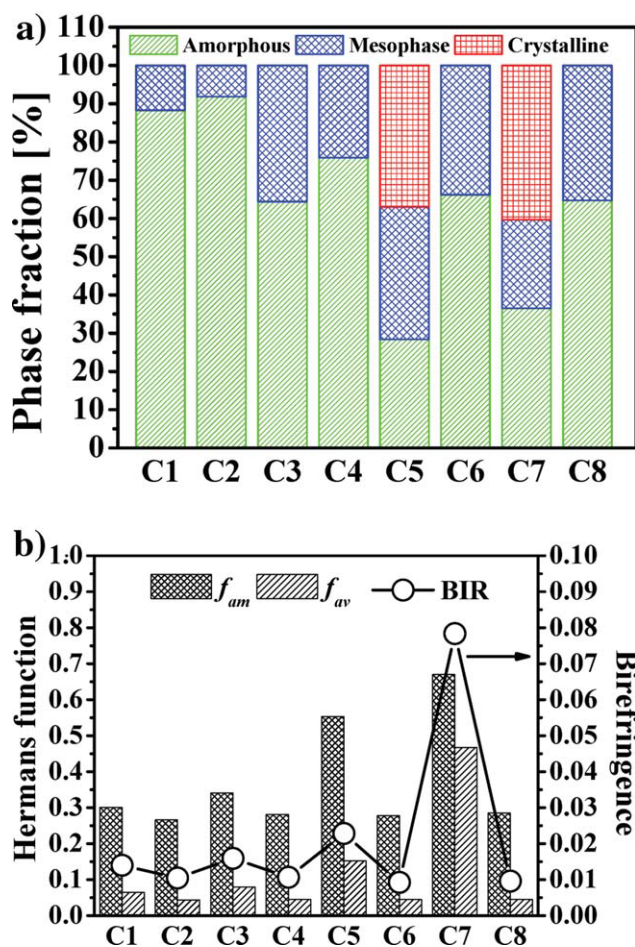 a)
110
Amorphous Mesophase Crystalline
100
90
80
70
60
50
40
30
20
10
0
Phase fraction [%]
C1 C2 C3 C4 C5 C6 C7 C8
b)
1.0 0.10
f_am f_av BIR
0.9 0.09
0.8 0.08
0.7 0.07
0.6 0.06
0.5 0.05
0.4 0.04
0.3 0.03
0.2 0.02
0.1 0.01
0.0 0.00
Hermans function
Birefringence
C1 C2 C3 C4 C5 C6 C7 C8